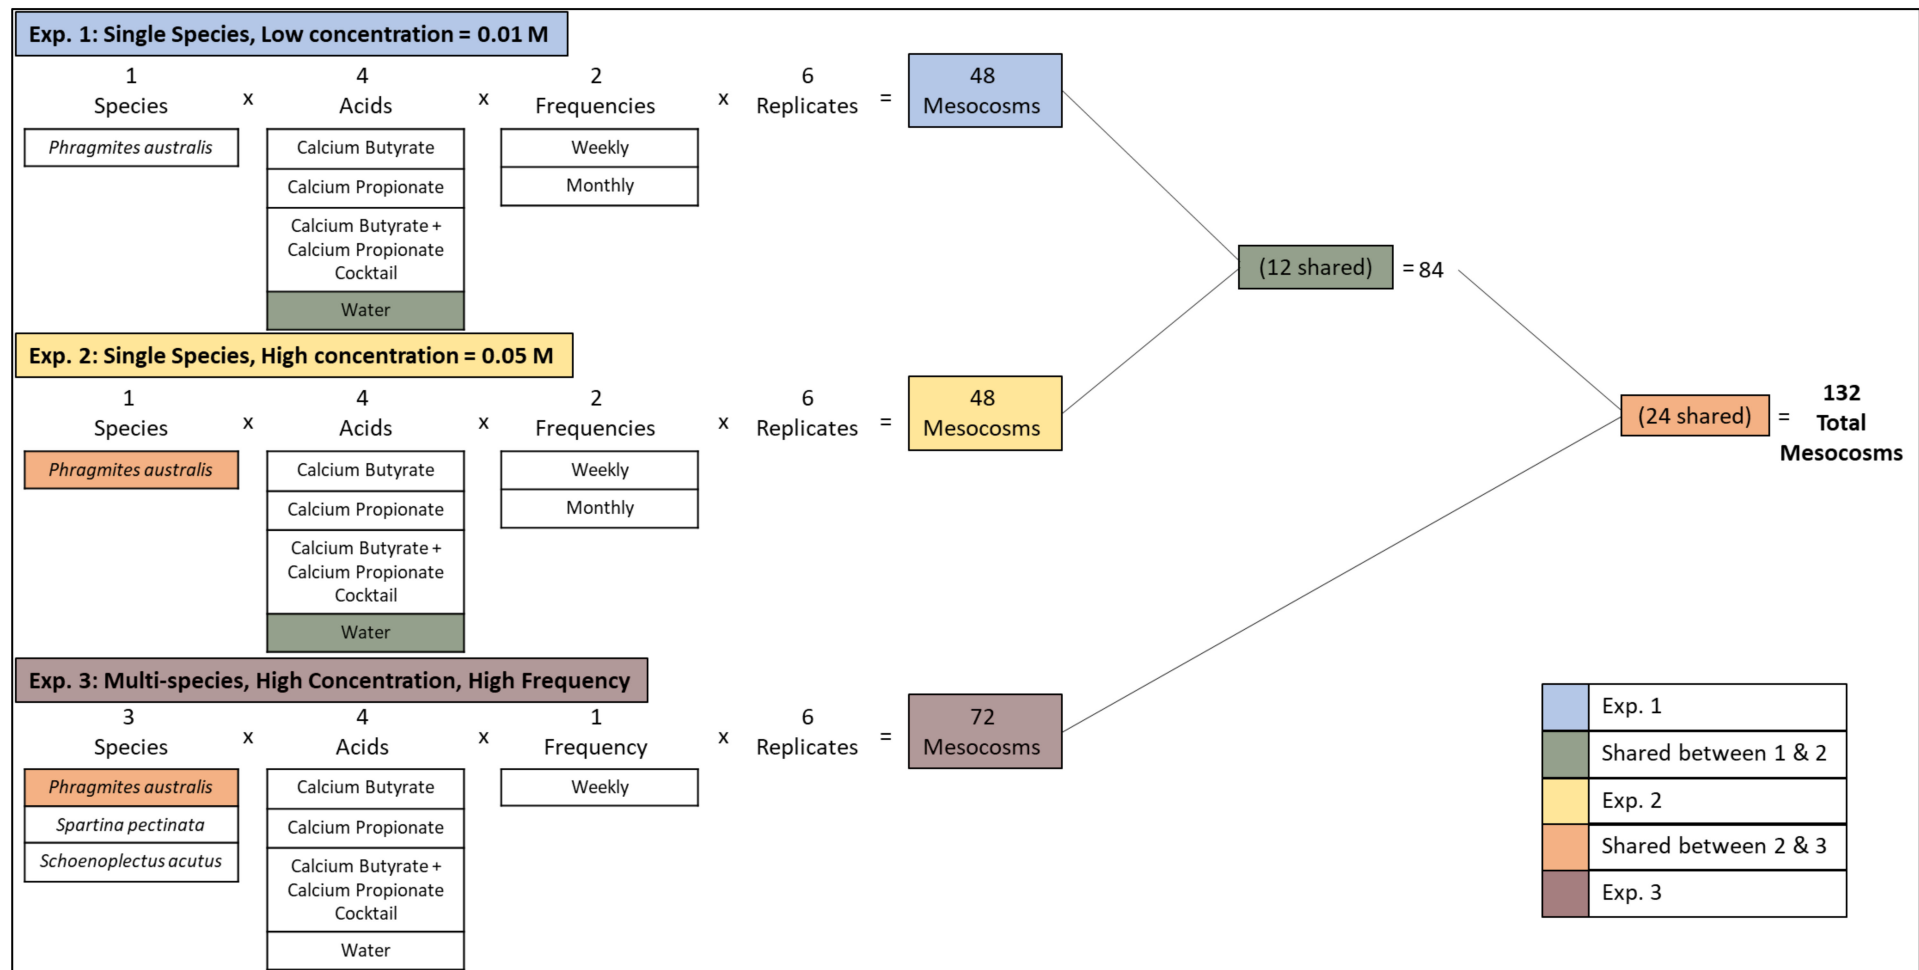 Exp. 1: Single Species, Low concentration = 0.01 M
1 4 2 6 48
Species x Acids x Frequencies x Replicates = Mesocosms
Phragmites australis
Calcium Butyrate
Calcium Propionate
Calcium Butyrate +
Calcium Propionate
Cocktail
Water
Weekly
Monthly
Exp. 2: Single Species, High concentration = 0.05 M
1 4 2 6 48
Species x Acids x Frequencies x Replicates = Mesocosms
Phragmites australis
Calcium Butyrate
Calcium Propionate
Calcium Butyrate +
Calcium Propionate
Cocktail
Water
Weekly
Monthly
Exp. 3: Multi-species, High Concentration, High Frequency
3 4 1 6 72
Species x Acids x Frequency x Replicates = Mesocosms
Phragmites australis
Spartina pectinata
Schoenoplectus acutus
Calcium Butyrate
Calcium Propionate
Calcium Butyrate +
Calcium Propionate
Cocktail
Water
Weekly
(12 shared) = 84
(24 shared) = 132
Total
Mesocosms
Exp. 1
Shared between 1 & 2
Exp. 2
Shared between 2 & 3
Exp. 3